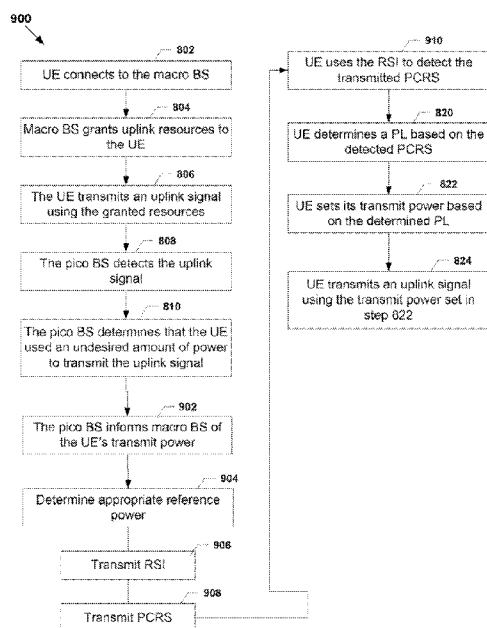 900
802
UE connects to the macro BS
804
Macro BS grants uplink resources to
the UE
806
The UE transmits an uplink signal
using the granted resources
808
The pico BS detects the uplink
signal
810
The pico BS determines that the UE
used an undesired amount of power
to transmit the uplink signal
902
The pico BS informs macro BS of
the UE's transmit power
904
Determine appropriate reference
power
906
Transmit RSI
908
Transmit PCRS
910
UE uses the RSI to detect the
transmitted PCRS
820
UE determines a PL based on the
detected PCRS
822
UE sets its transmit power based
on the determined PL
824
UE transmits an uplink signal
using the transmit power set in
step 822